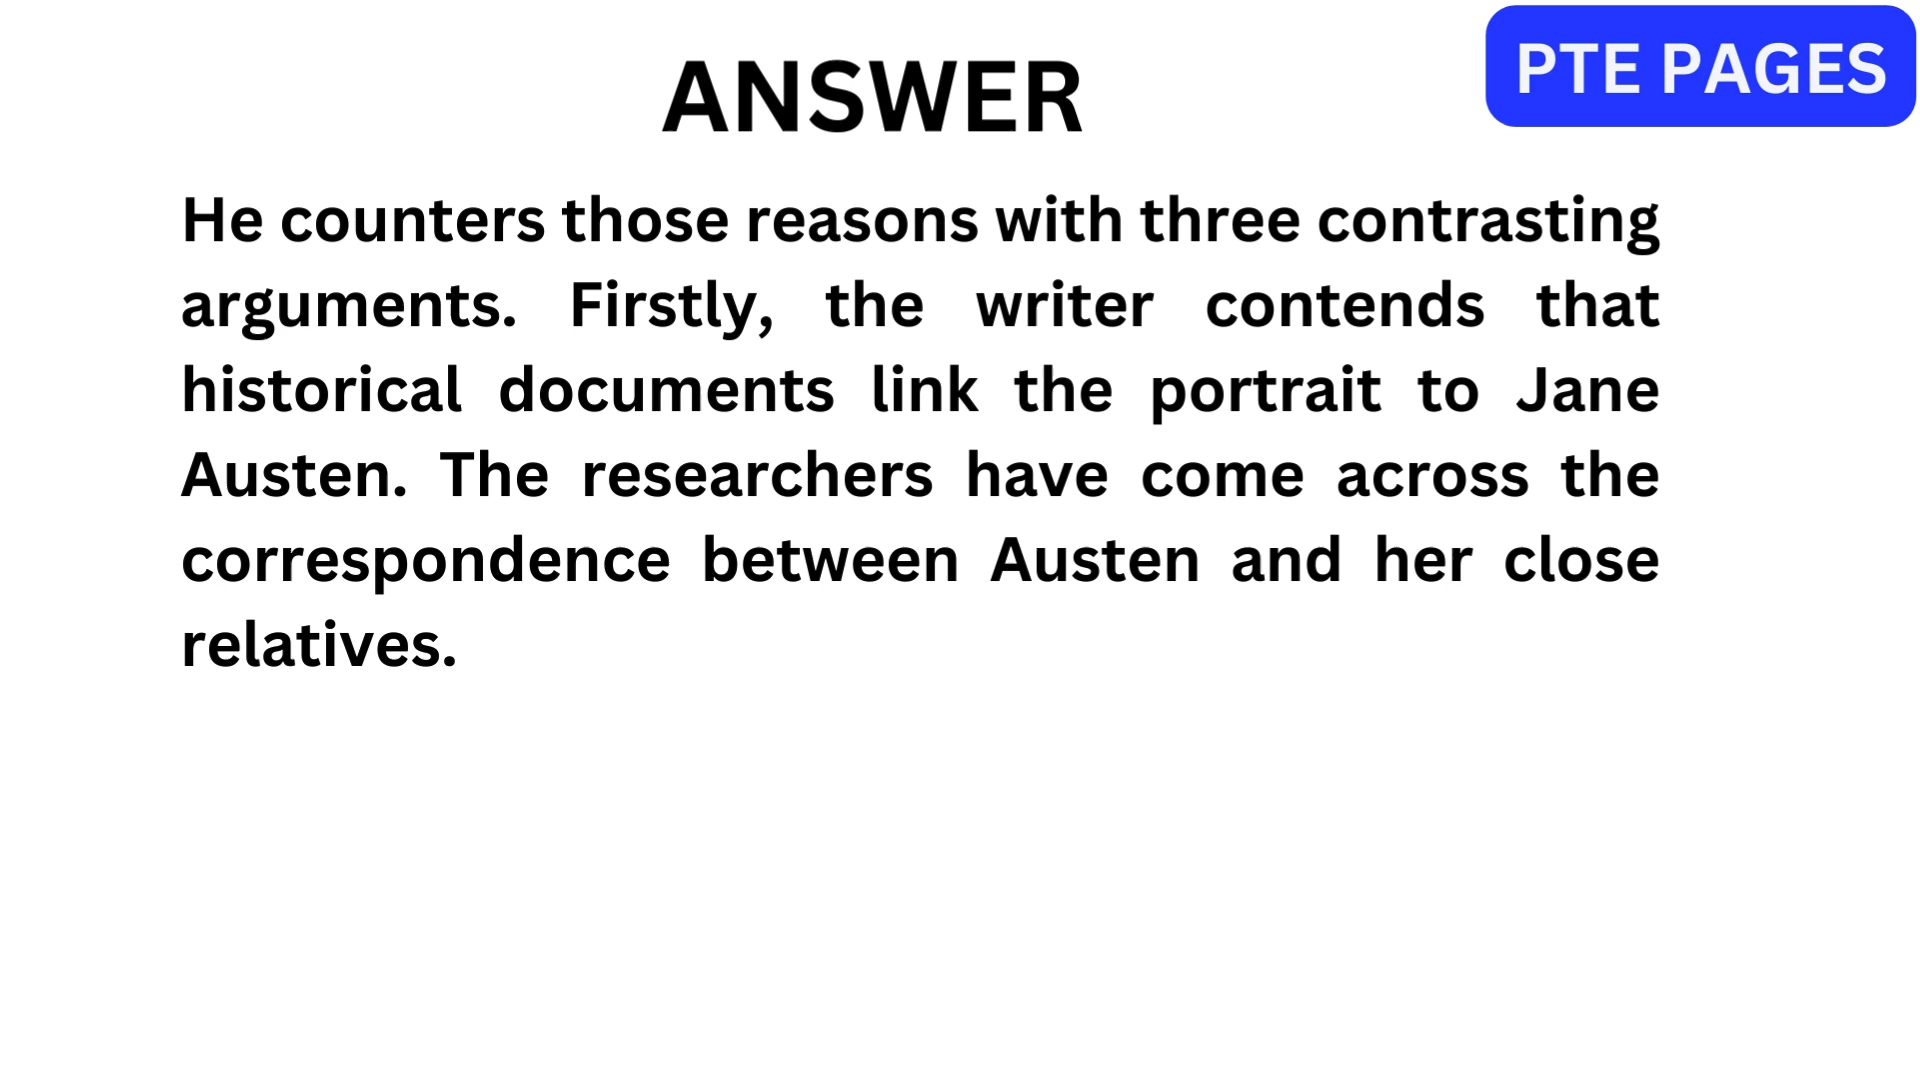 PTE PAGES
ANSWER
He counters those reasons with three contrasting
arguments. Firstly, the writer contends that
historical documents link the portrait to Jane
Austen. The researchers have come across the
correspondence between Austen and her close
relatives.